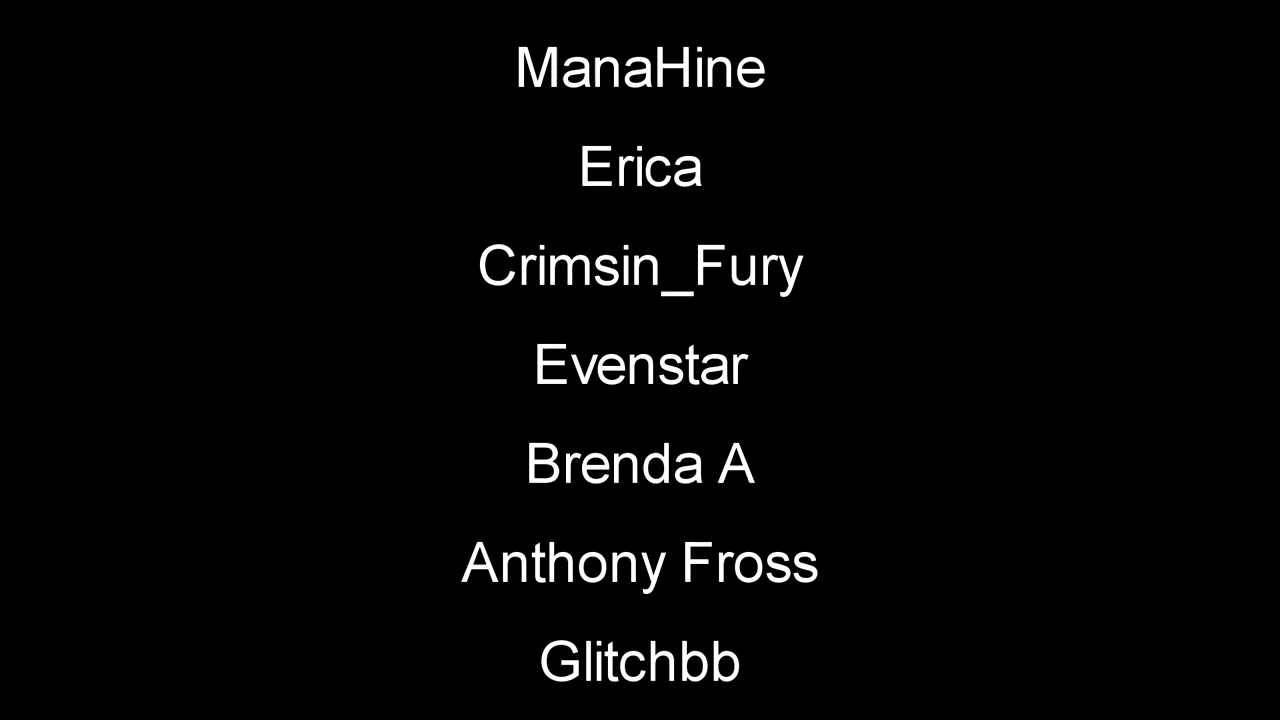 ManaHine
Erica
Crimsin_Fury
Evenstar
Brenda A
Anthony Fross
Glitchbb